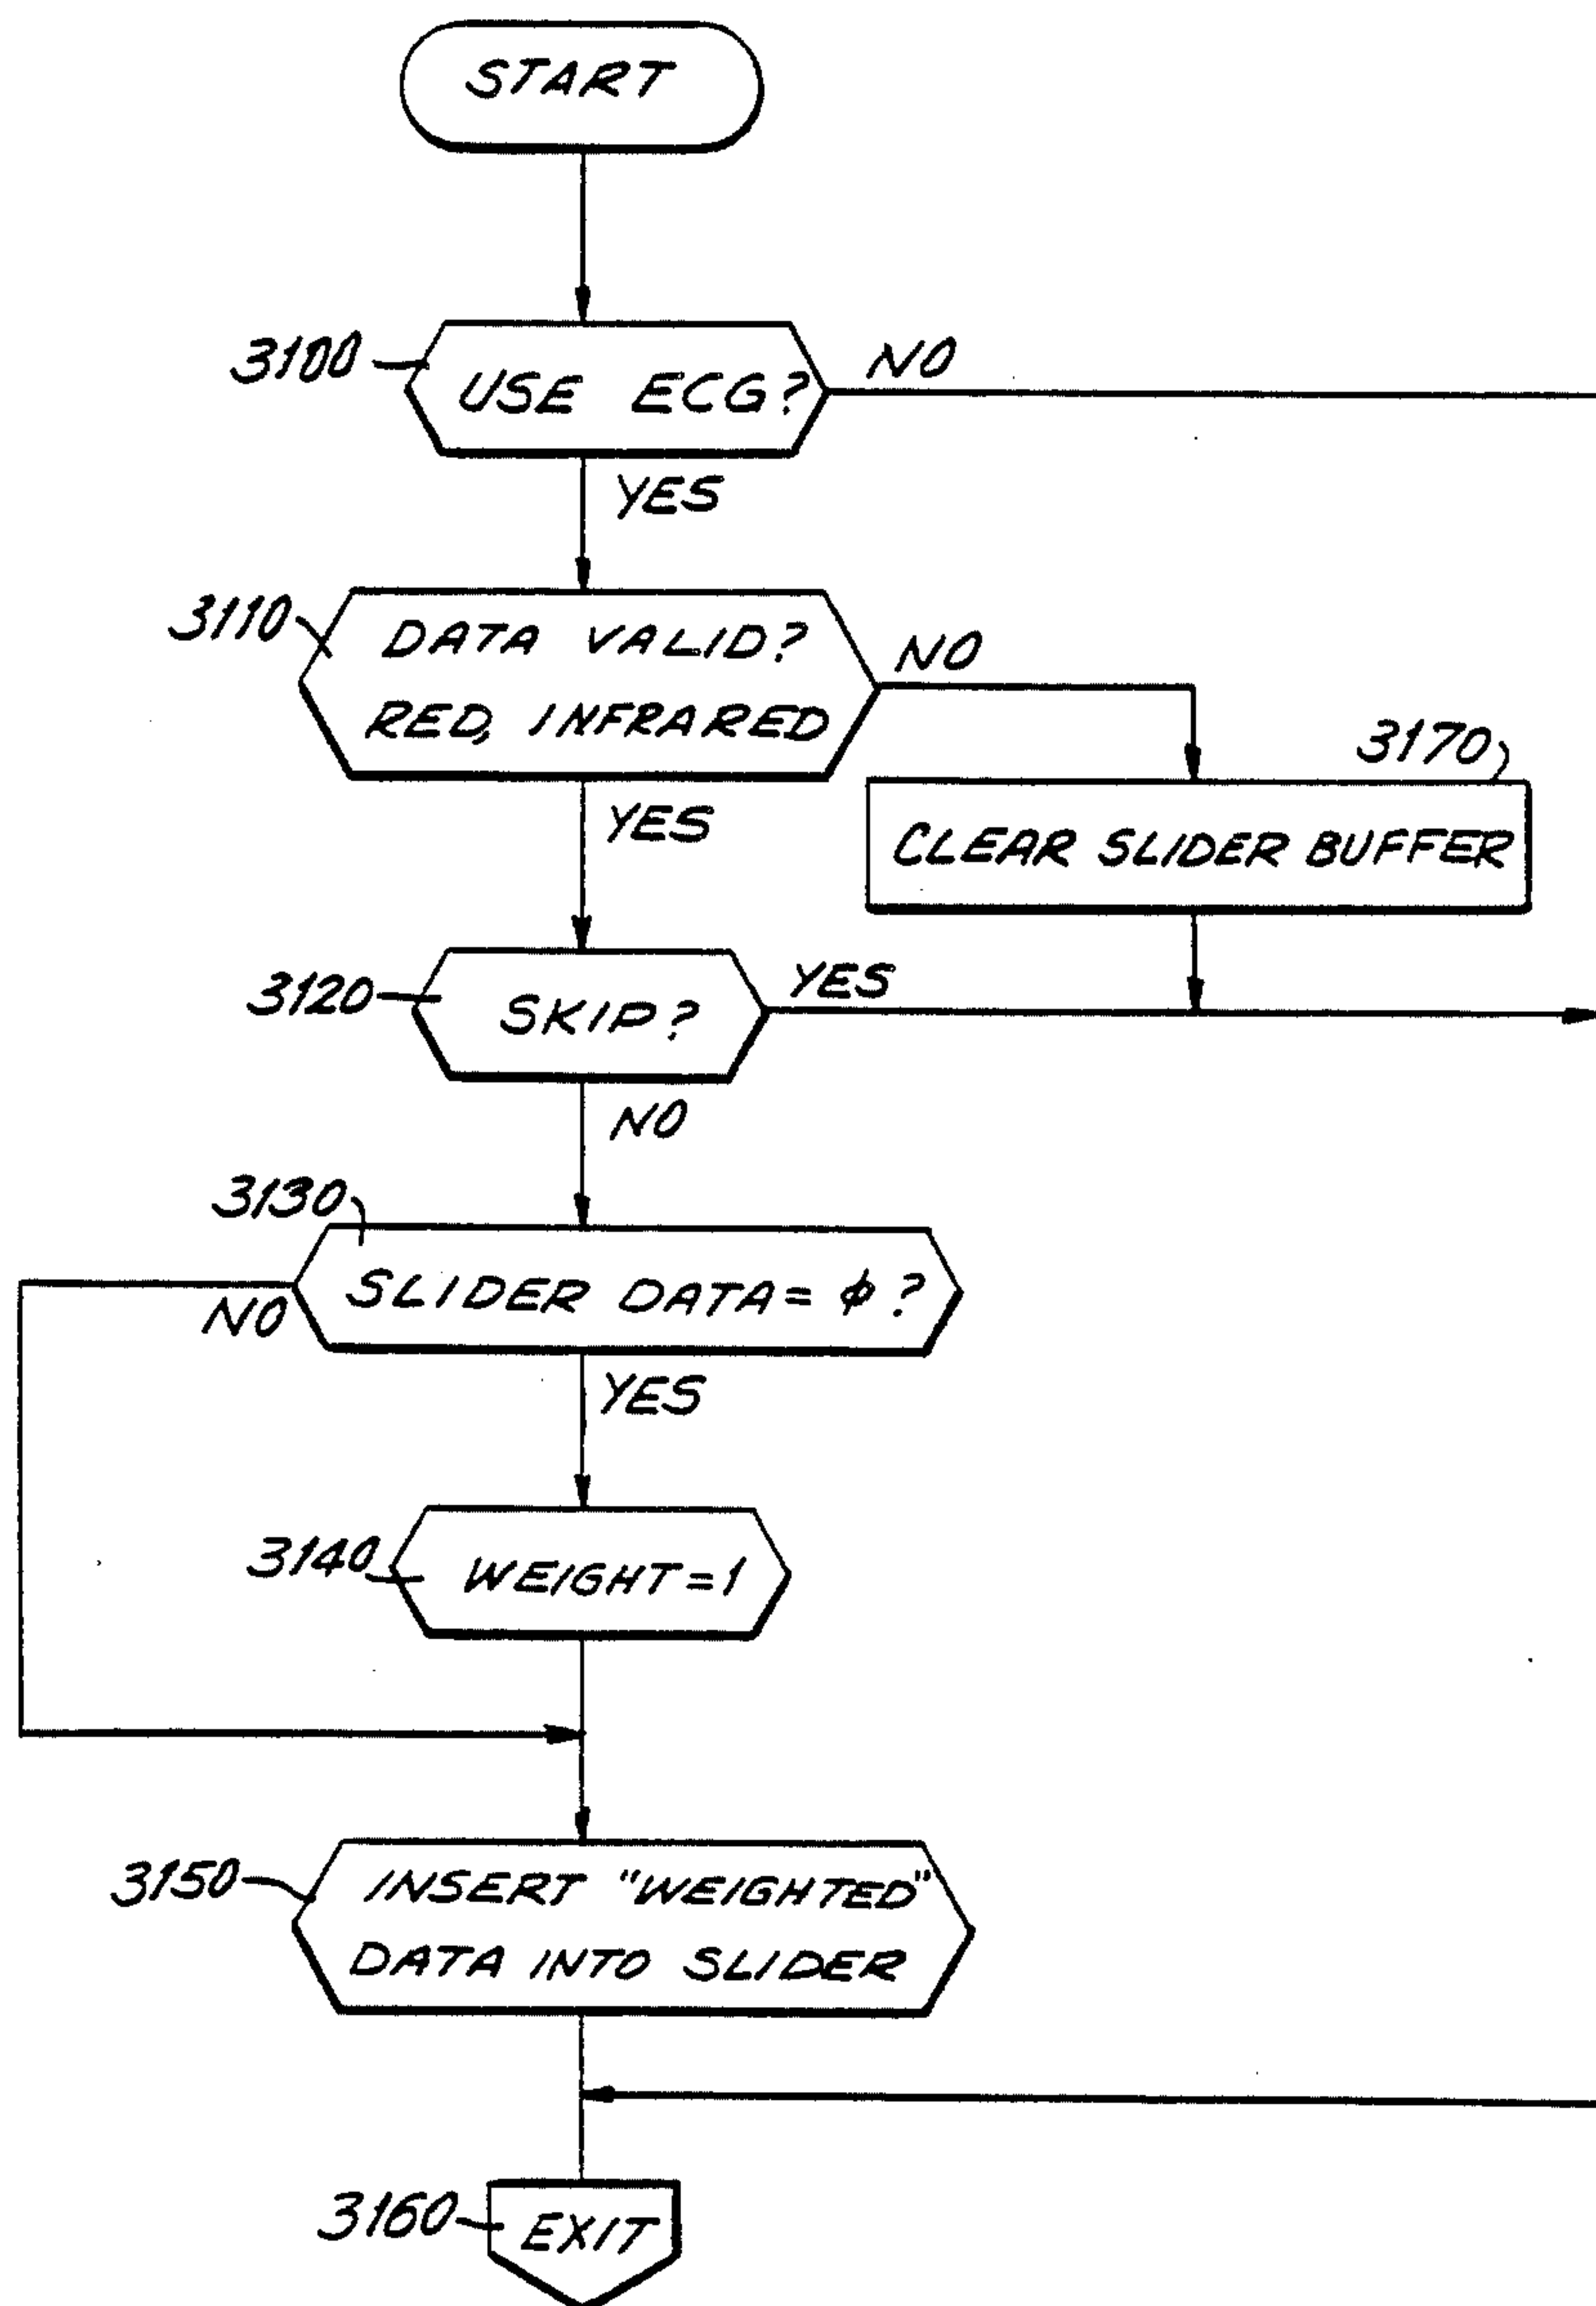 START
3100
USE ECG?
NO
YES
3110
DATA VALID?
RED, INFRARED
NO
3170
CLEAR SLIDER BUFFER
YES
3120
SKIP?
YES
NO
3130
SLIDER DATA = ϕ ?
NO
YES
3140
WEIGHT = 1
3150
INSERT "WEIGHTED"
DATA INTO SLIDER
3160
EXIT